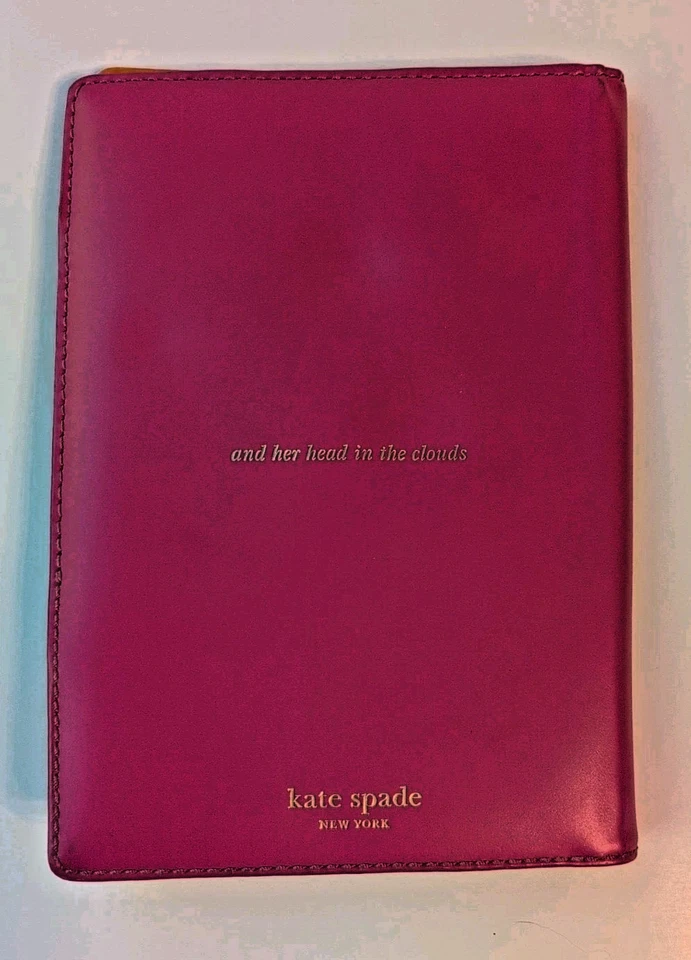 and her head in the clouds
kate spade
NEW YORK